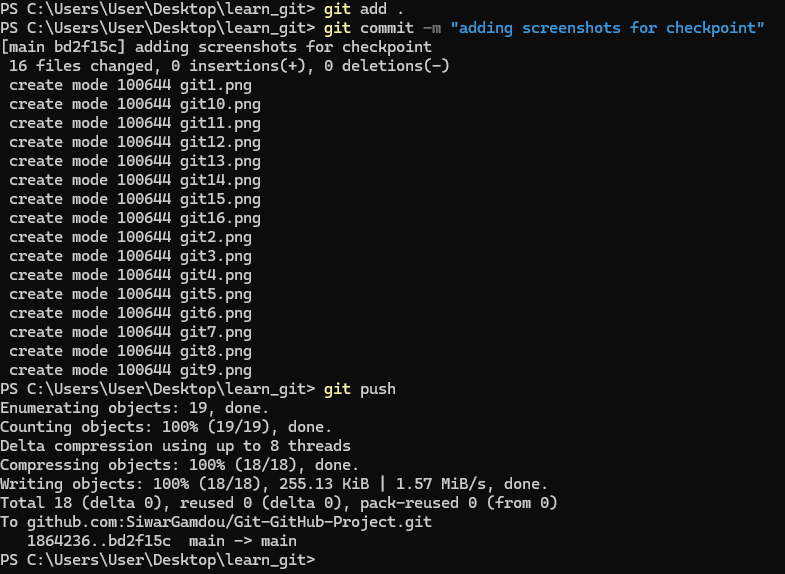 PS C:\Users\User\Desktop\learn_git> git add .
PS C:\Users\User\Desktop\learn_git> git commit -m "adding screenshots for checkpoint"
[main bd2f15c] adding screenshots for checkpoint
 16 files changed, 0 insertions(+), 0 deletions(-)
 create mode 100644 git1.png
 create mode 100644 git10.png
 create mode 100644 git11.png
 create mode 100644 git12.png
 create mode 100644 git13.png
 create mode 100644 git14.png
 create mode 100644 git15.png
 create mode 100644 git16.png
 create mode 100644 git2.png
 create mode 100644 git3.png
 create mode 100644 git4.png
 create mode 100644 git5.png
 create mode 100644 git6.png
 create mode 100644 git7.png
 create mode 100644 git8.png
 create mode 100644 git9.png
PS C:\Users\User\Desktop\learn_git> git push
Enumerating objects: 19, done.
Counting objects: 100% (19/19), done.
Delta compression using up to 8 threads
Compressing objects: 100% (18/18), done.
Writing objects: 100% (18/18), 255.13 KiB | 1.57 MiB/s, done.
Total 18 (delta 0), reused 0 (delta 0), pack-reused 0 (from 0)
To github.com:SiwarGamdou/Git-GitHub-Project.git
   1864236..bd2f15c  main -> main
PS C:\Users\User\Desktop\learn_git>